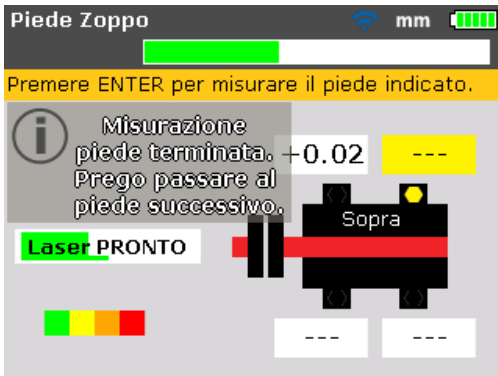 Piede Zoppo mm
Premere ENTER per misurare il piede indicato.
Misurazione
piede terminata.
Prego passare al
piede successivo.
+0.02 ---
Sopra
Laser PRONTO
--- ---